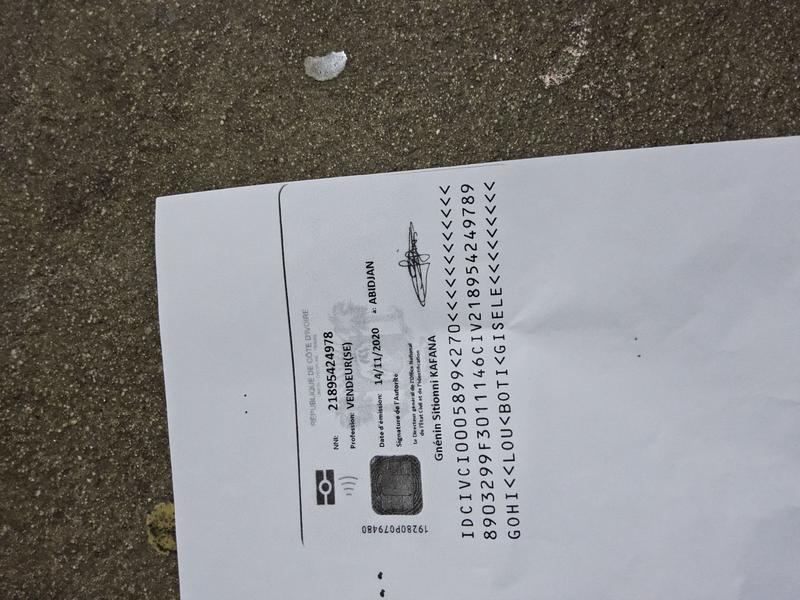 RÉPUBLIQUE DE CÔTE D'IVOIRE
NNI: 21895424978
Profession: VENDEUR(SE)
Date d'émission: 14/11/2020 à: ABIDJAN
Signature de l'Autorité
Le Directeur général de l'Office National
de l'État Civil et de l'Identification
Gnénin Sitionni KAFANA
19280P079480
IDCIVCI0005899<270<<<<<<<<<<<<
8903299F3011146CIV218954249789
GOHI<<LOU<BOTI<GISELE<<<<<<<<<